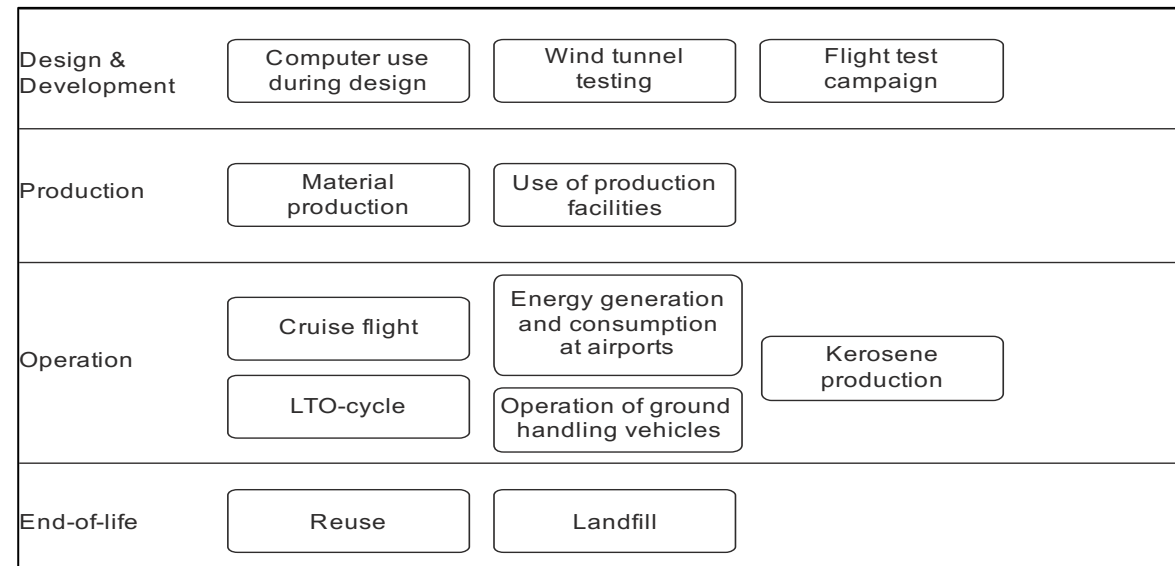 Design &
Development
Computer use
during design
Wind tunnel
testing
Flight test
campaign
Production
Material
production
Use of production
facilities
Operation
Cruise flight
Energy generation
and consumption
at airports
Kerosene
production
LTO-cycle
Operation of ground
handling vehicles
End-of-life
Reuse
Landfill